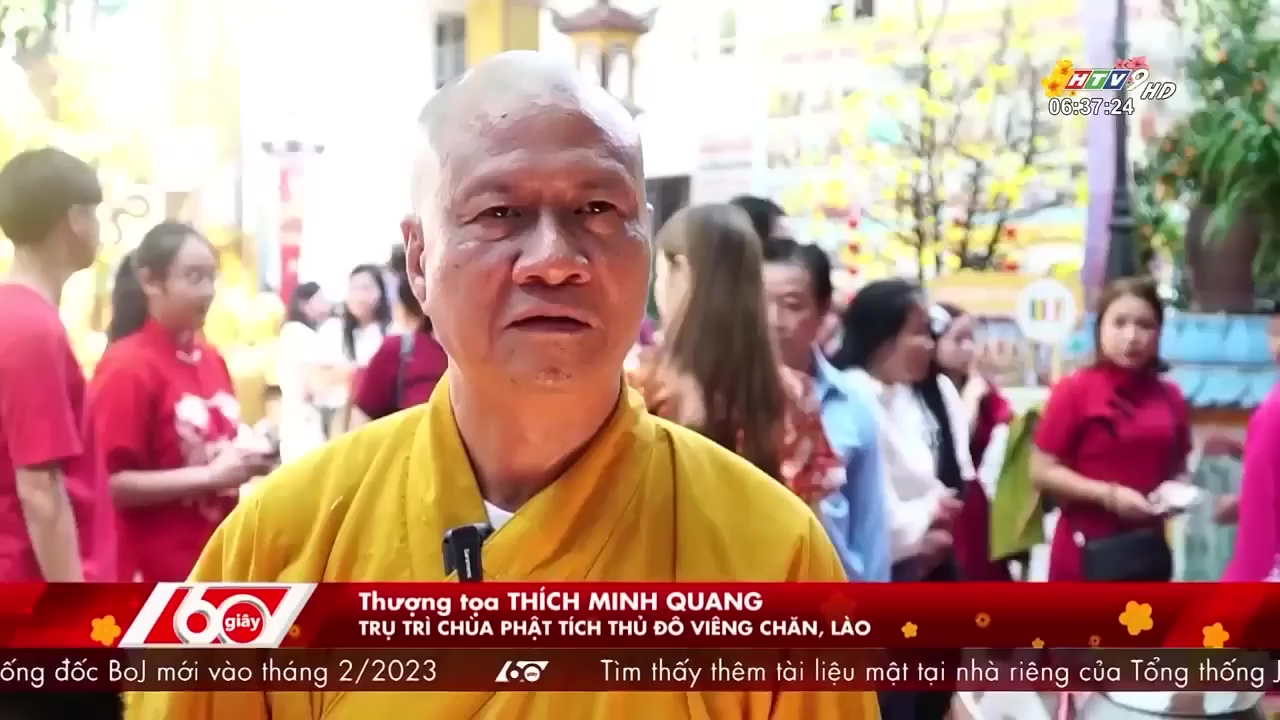 HTV9 HD
06:37:24
60 giây
Thượng tọa THÍCH MINH QUANG
TRỤ TRÌ CHÙA PHẬT TÍCH THỦ ĐÔ VIÊNG CHĂN, LÀO
ống đốc BoJ mới vào tháng 2/2023 60 giây Tìm thấy thêm tài liệu mật tại nhà riêng của Tổng thống J